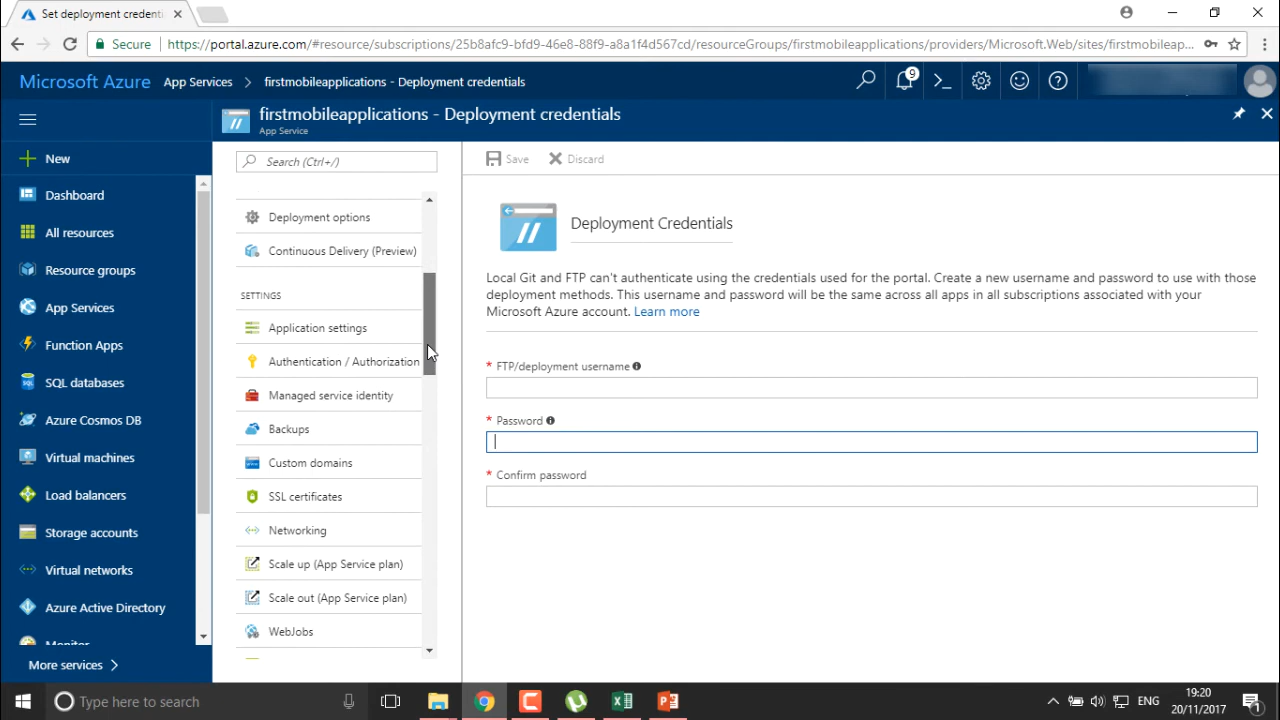 Set deployment credenti
Secure
https://portal.azure.com/#resource/subscriptions/25b8afc9-bfd9-46e8-88f9-a8a1f4d567cd/resourceGroups/firstmobileapplications/providers/Microsoft.Web/sites/firstmobileap...
Microsoft Azure
App Services > firstmobileapplications - Deployment credentials
9
firstmobileapplications - Deployment credentials
App Service
New
Dashboard
All resources
Resource groups
App Services
Function Apps
SQL databases
Azure Cosmos DB
Virtual machines
Load balancers
Storage accounts
Virtual networks
Azure Active Directory
Monitor
More services >
Search (Ctrl+/)
Deployment options
Continuous Delivery (Preview)
SETTINGS
Application settings
Authentication / Authorization
Managed service identity
Backups
Custom domains
SSL certificates
Networking
Scale up (App Service plan)
Scale out (App Service plan)
WebJobs
Save
Discard
Deployment Credentials
Local Git and FTP can't authenticate using the credentials used for the portal. Create a new username and password to use with those
deployment methods. This username and password will be the same across all apps in all subscriptions associated with your
Microsoft Azure account. Learn more
* FTP/deployment username
* Password
* Confirm password
Type here to search
ENG
19:20
20/11/2017
1